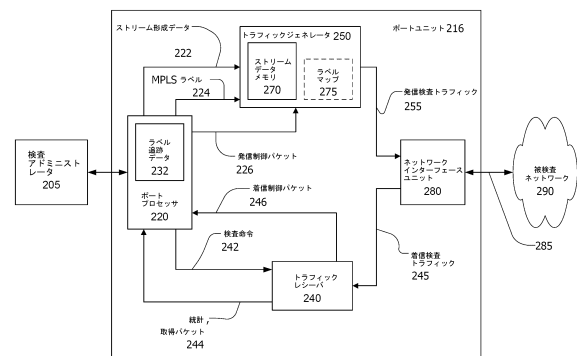 ストリーム形成データ
222
トラフィックジェネレータ 250
ポートユニット 216
ストリーム
データ
メモリ
270
ラベル
マップ
275
MPLS ラベル
224
発信検査トラフィック
255
検査
アドミニスト
レータ
205
ラベル
追跡
データ
232
ポート
プロセッサ
220
発信制御パケット
226
着信制御パケット
246
ネットワーク
インターフェース
ユニット
280
被検査
ネットワーク
290
285
検査命令
242
トラフィック
レシーバ
240
着信検査
トラフィック
245
統計,
取得パケット
244